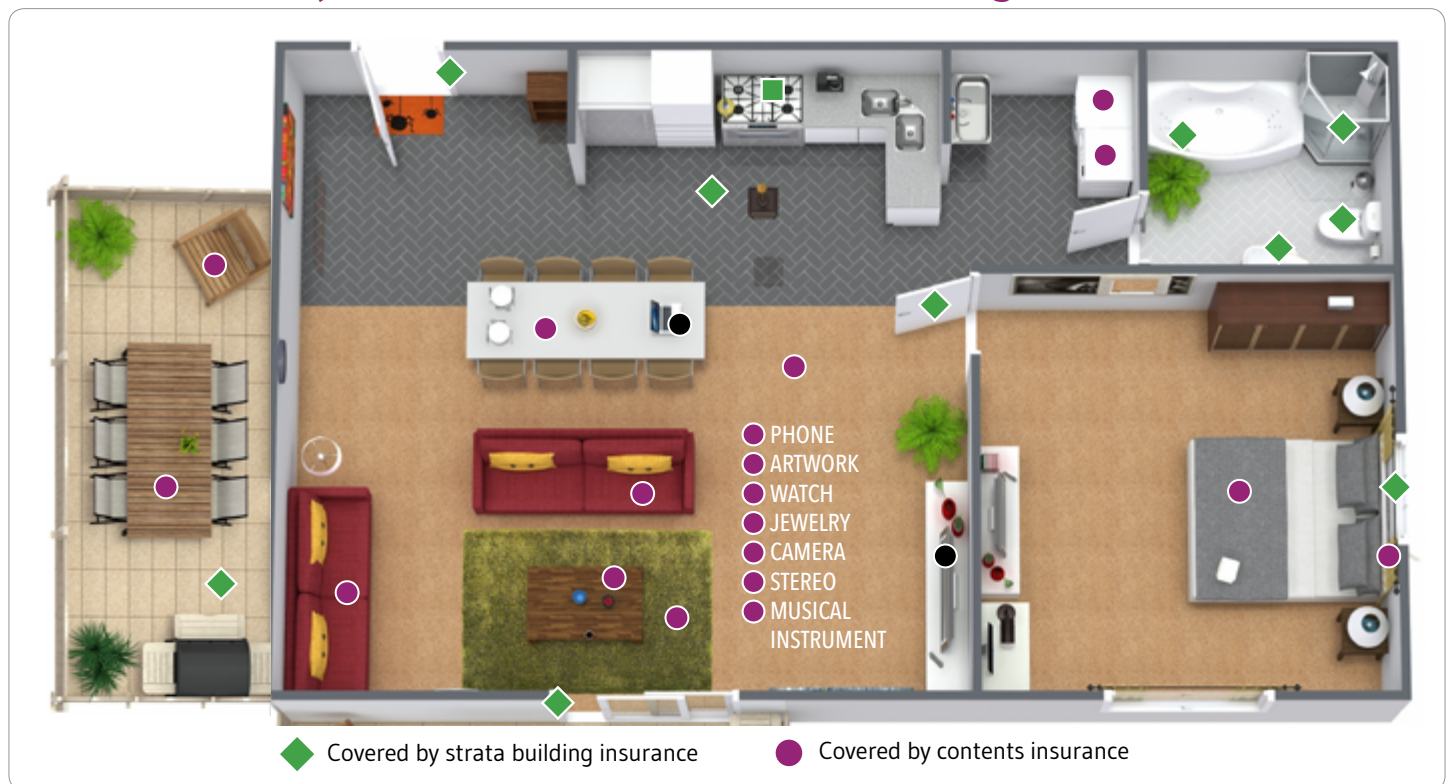 PHONE
ARTWORK
WATCH
JEWELRY
CAMERA
STEREO
MUSICAL
INSTRUMENT
Covered by strata building insurance
Covered by contents insurance